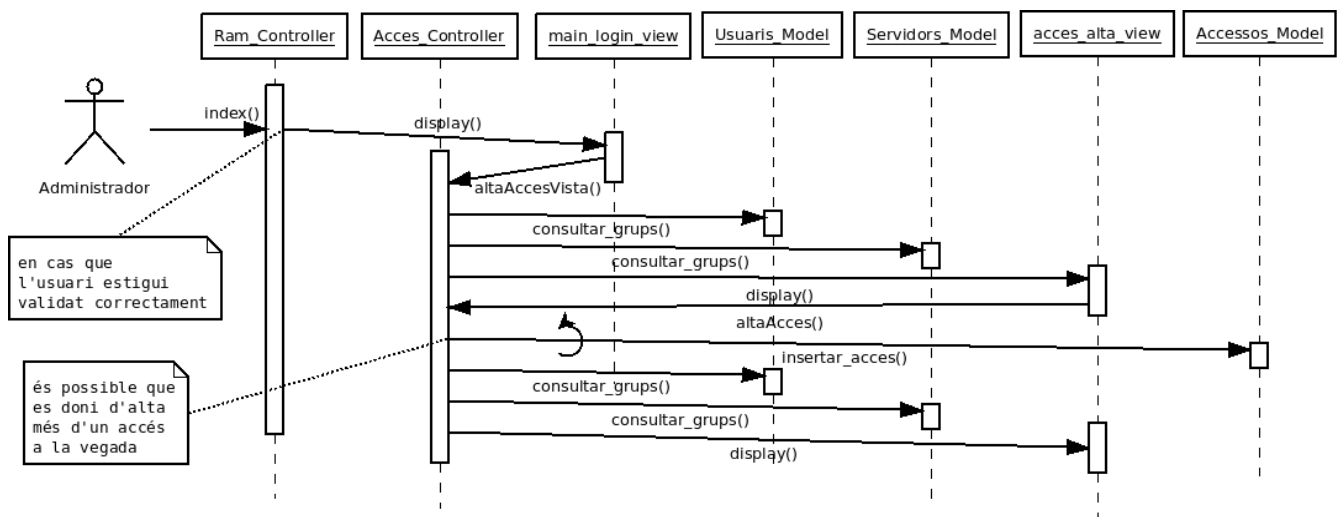 Ram_Controller
Acces_Controller
main_login_view
Usuaris_Model
Servidors_Model
acces_alta_view
Accessos_Model
index()
display()
Administrador
altaAccesVista()
consultar_grups()
en cas que
l'usuari estigui
validat correctament
consultar_grups()
display()
altaAcces()
insertar_acces()
és possible que
es doni d'alta
més d'un accés
a la vegada
consultar_grups()
consultar_grups()
display()